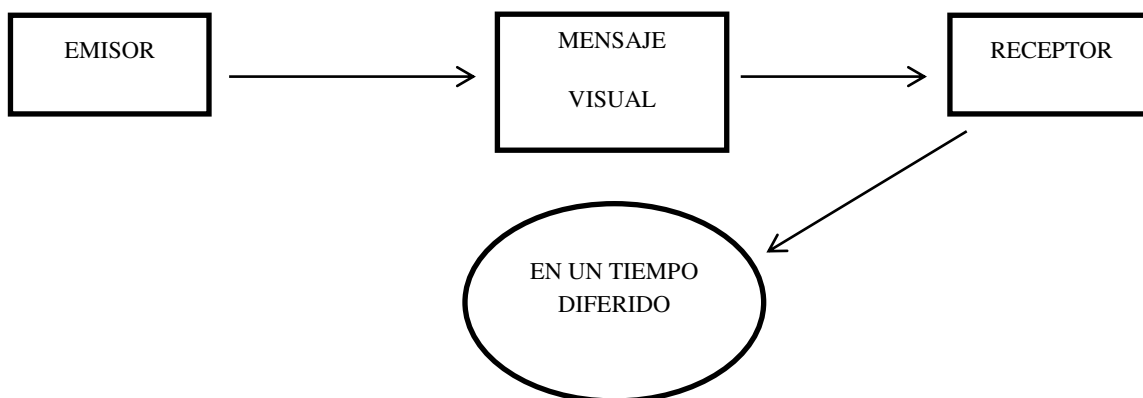 EMISOR
MENSAJE
VISUAL
RECEPTOR
EN UN TIEMPO
DIFERIDO